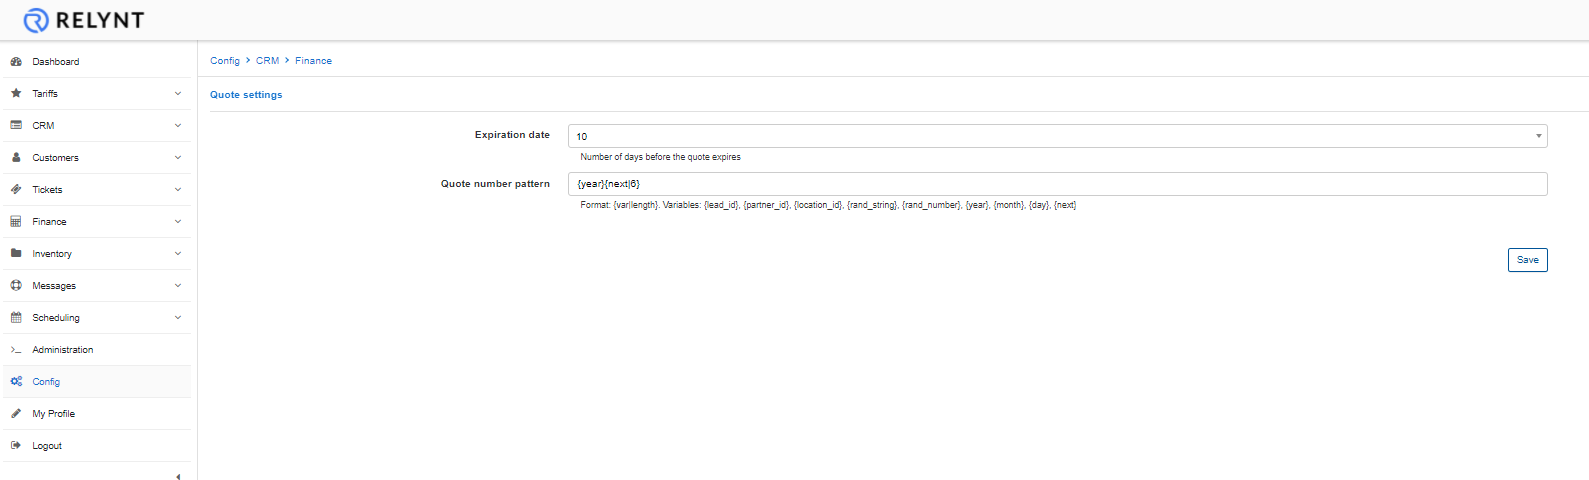 RELYNT
Dashboard
Tariffs
CRM
Customers
Tickets
Finance
Inventory
Messages
Scheduling
Administration
Config
My Profile
Logout
Config > CRM > Finance
Quote settings
Expiration date 10
Number of days before the quote expires
Quote number pattern {year}{next|6}
Format: {var|length}. Variables: {lead_id}, {partner_id}, {location_id}, {rand_string}, {rand_number}, {year}, {month}, {day}, {next}
Save